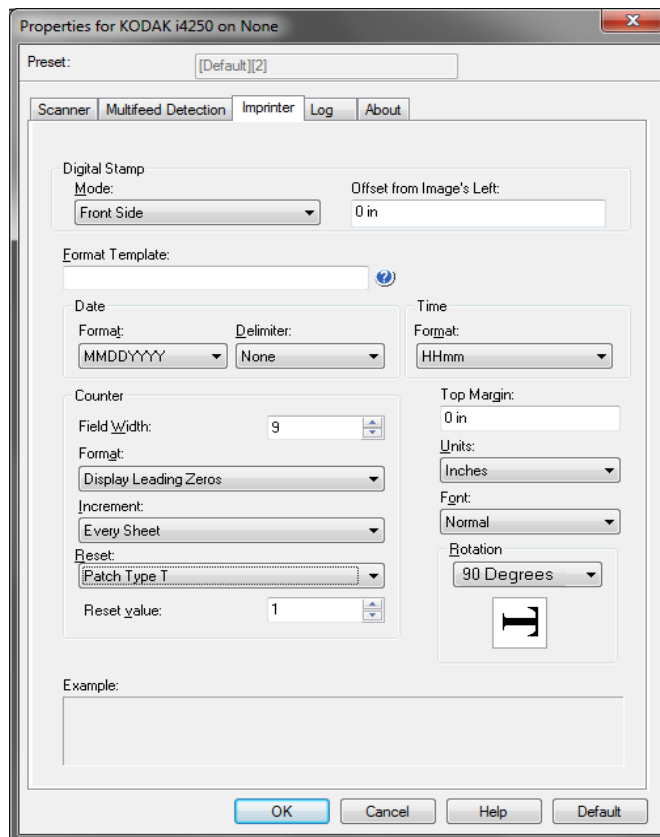 Properties for KODAK i4250 on None
Preset: [Default][2]
Scanner Multifeed Detection Imprinter Log About
Digital Stamp
Mode: Offset from Image's Left:
Front Side 0 in
Format Template:
Date Time
Format: Delimiter: Format:
MMDDYYYY None HHmm
Counter Top Margin:
Field Width: 9 0 in
Format: Units:
Display Leading Zeros Inches
Increment: Font:
Every Sheet Normal
Reset: Rotation
Patch Type T 90 Degrees
Reset value: 1 T
Example:
OK Cancel Help Default